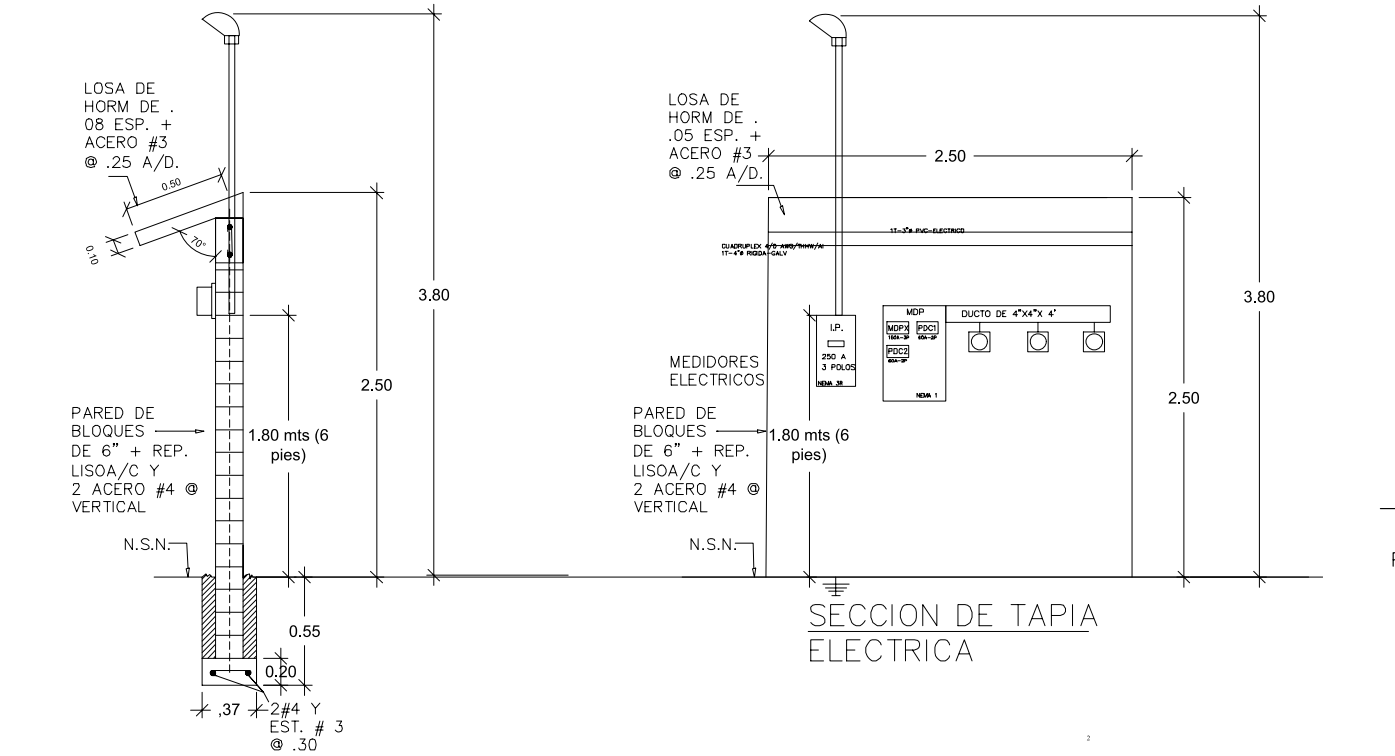 LOSA DE
HORM DE .
08 ESP. +
ACERO #3
@ .25 A/D.
0.50
0.10
70°
3.80
2.50
1.80 mts (6
pies)
PARED DE
BLOQUES
DE 6" + REP.
LISOA/C Y
2 ACERO #4 @
VERTICAL
N.S.N.
0.55
0.20
,37
2#4 Y
EST. # 3
@ .30
LOSA DE
HORM DE .
.05 ESP. +
ACERO #3
@ .25 A/D.
2.50
1T-3"ø PVC-ELECTRICO
CUADRUPLEX 4/0 AWG/THHW/Al
1T-4"ø RIGIDA-GALV
3.80
I.P.
250 A
3 POLOS
NEMA 3R
MDP
MDPX
PDC1
PDC2
NEMA 1
DUCTO DE 4"X4"X 4'
MEDIDORES
ELECTRICOS
2.50
PARED DE
BLOQUES
DE 6" + REP.
LISOA/C Y
2 ACERO #4 @
VERTICAL
1.80 mts (6
pies)
N.S.N.
SECCION DE TAPIA
ELECTRICA
2